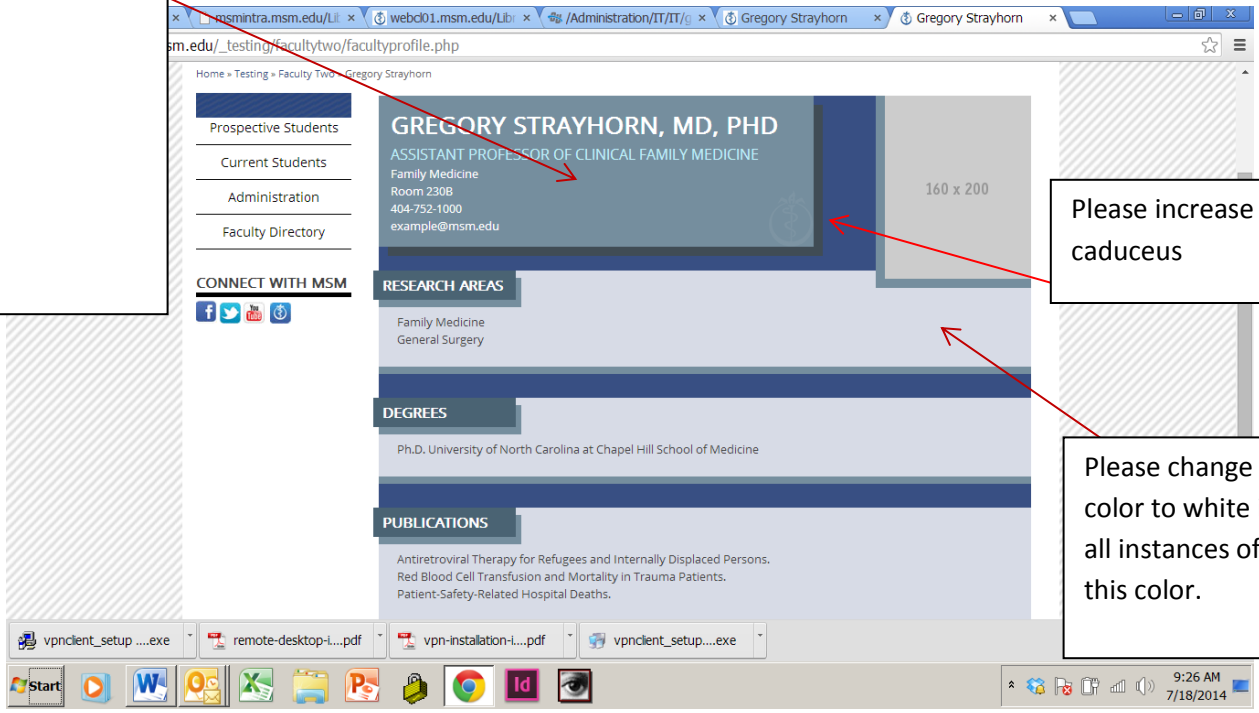 msmintra.msm.edu/Lib
webcl01.msm.edu/Libr
/Administration/IT/IT/g
Gregory Strayhorn
Gregory Strayhorn
sm.edu/_testing/facultytwo/facultyprofile.php
Home » Testing » Faculty Two » Gregory Strayhorn
Prospective Students
Current Students
Administration
Faculty Directory
CONNECT WITH MSM
You
Tube
GREGORY STRAYHORN, MD, PHD
ASSISTANT PROFESSOR OF CLINICAL FAMILY MEDICINE
Family Medicine
Room 230B
404-752-1000
example@msm.edu
160 x 200
RESEARCH AREAS
Family Medicine
General Surgery
DEGREES
Ph.D. University of North Carolina at Chapel Hill School of Medicine
PUBLICATIONS
Antiretroviral Therapy for Refugees and Internally Displaced Persons.
Red Blood Cell Transfusion and Mortality in Trauma Patients.
Patient-Safety-Related Hospital Deaths.
Please increase
caduceus
Please change
color to white
all instances of
this color.
vpnclient_setup ....exe
remote-desktop-i....pdf
vpn-installation-i....pdf
vpnclient_setup....exe
Start
Id
9:26 AM
7/18/2014